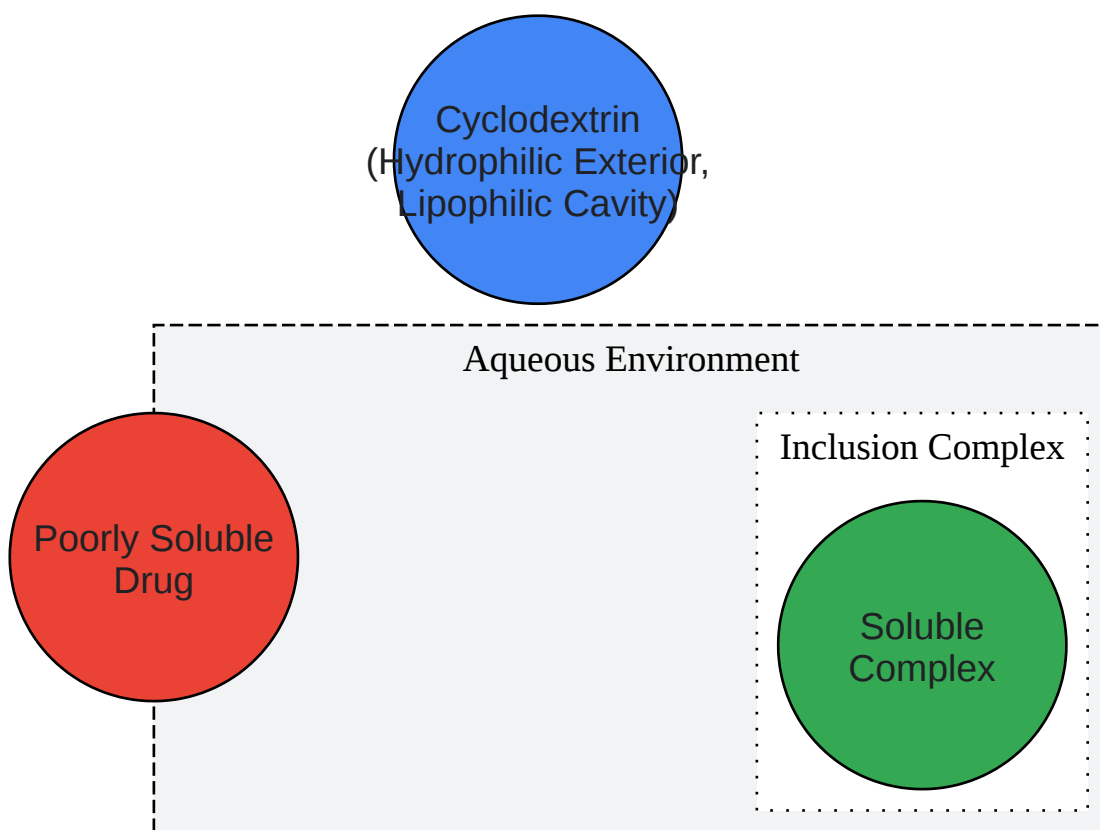 Cyclodextrin
(Hydrophilic Exterior,
Lipophilic Cavity)
Aqueous Environment
Inclusion Complex
Poorly Soluble
Drug
Soluble
Complex